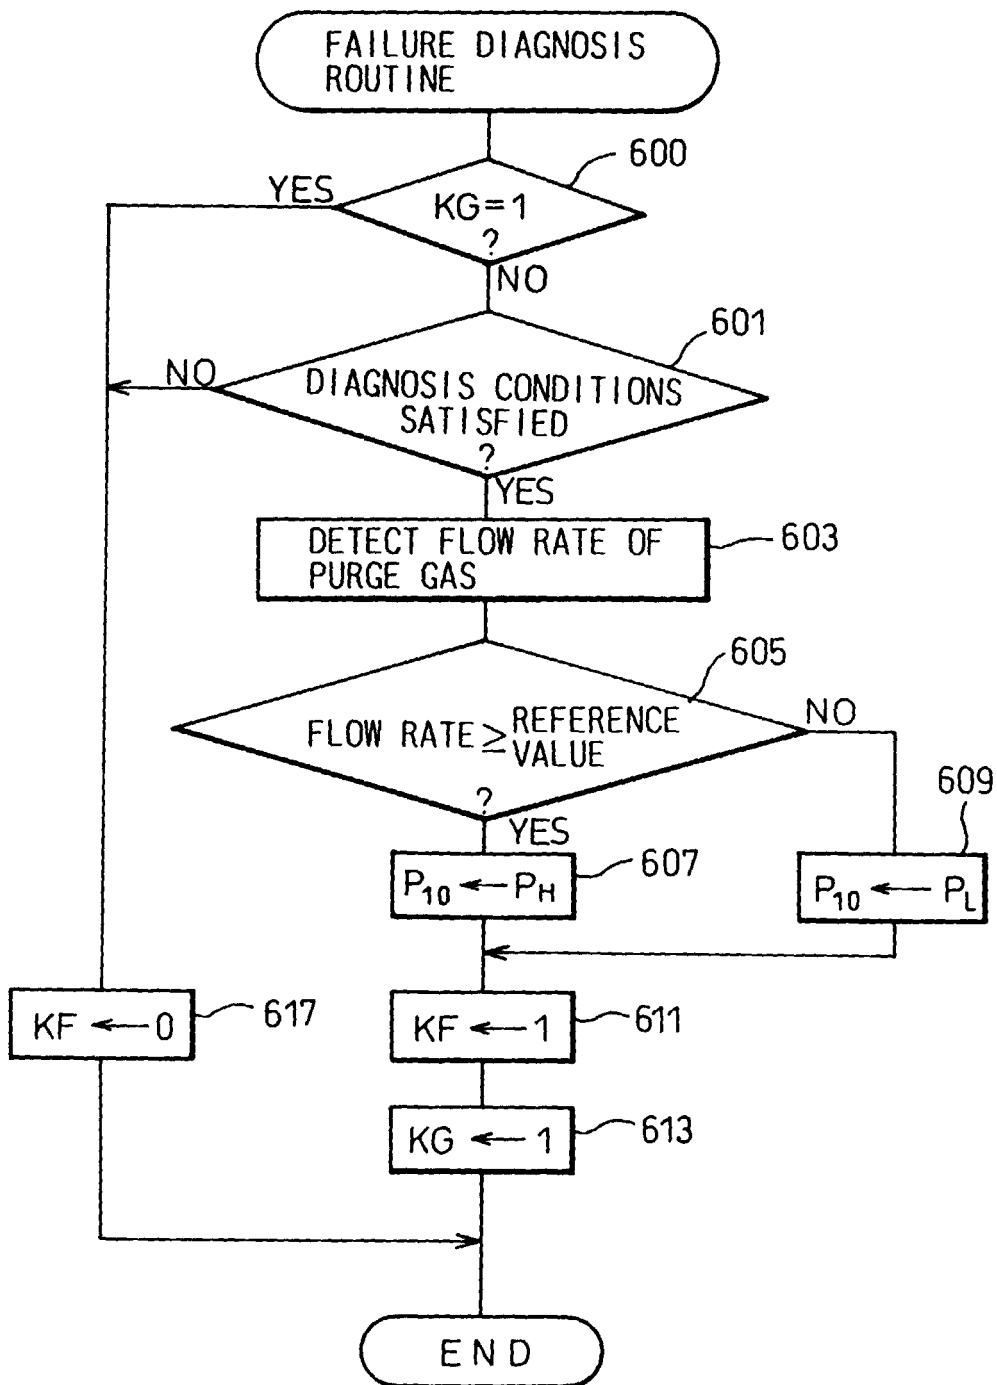 FAILURE DIAGNOSIS
ROUTINE
600
YES
KG=1
?
NO
601
NO
DIAGNOSIS CONDITIONS
SATISFIED
?
YES
DETECT FLOW RATE OF
PURGE GAS
603
605
FLOW RATE ≥ REFERENCE
VALUE
NO
?
YES
609
P₁₀ ← P_H
607
P₁₀ ← P_L
KF ← 0
617
KF ← 1
611
KG ← 1
613
END